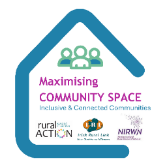 Maximising
COMMUNITY SPACE
Inclusive & Connected Communities
rural
ACTION
NIRWN